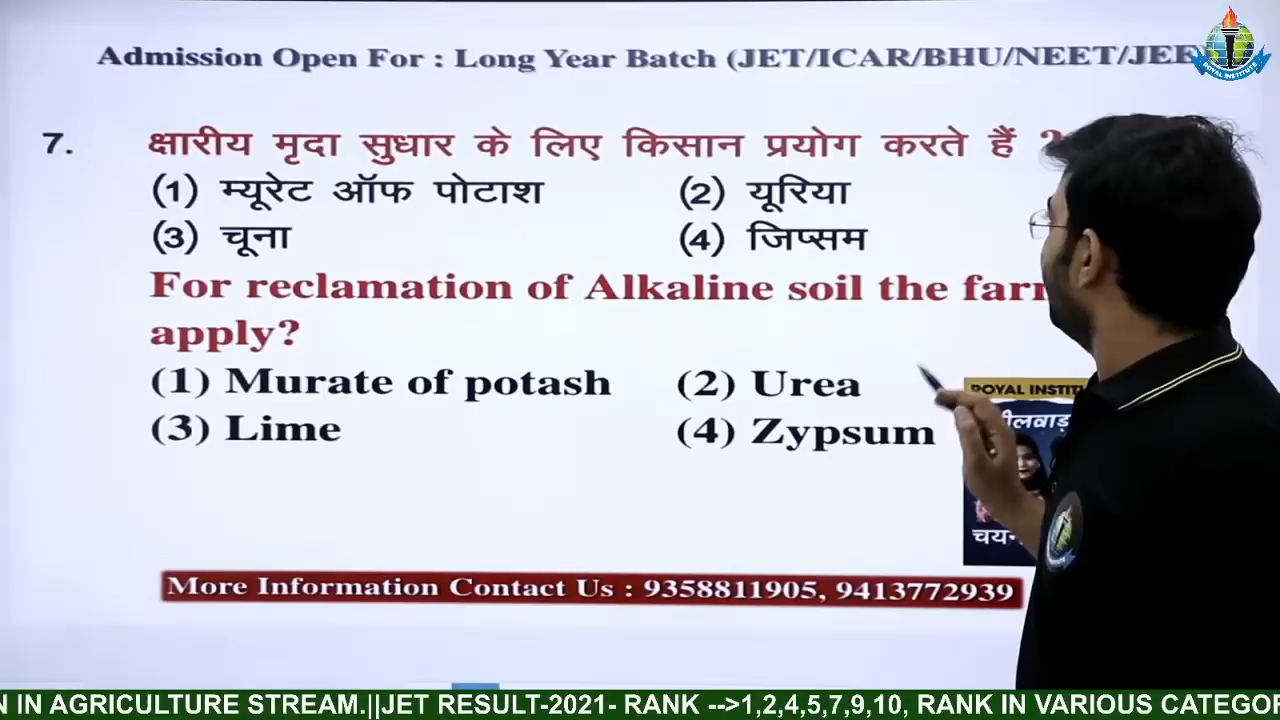 Admission Open For : Long Year Batch (JET/ICAR/BHU/NEET/JEE
ROYAL INSTITUTE
7. क्षारीय मृदा सुधार के लिए किसान प्रयोग करते हैं ?
(1) म्यूरेट ऑफ पोटाश (2) यूरिया
(3) चूना (4) जिप्सम
For reclamation of Alkaline soil the
apply?
(1) Murate of potash (2) Urea
(3) Lime (4) Zypsum
ROYAL
More Information Contact Us : 9358811905, 9413772939
IN AGRICULTURE STREAM.||JET RESULT-2021- RANK -->1,2,4,5,7,9,10, RANK IN VARIOUS